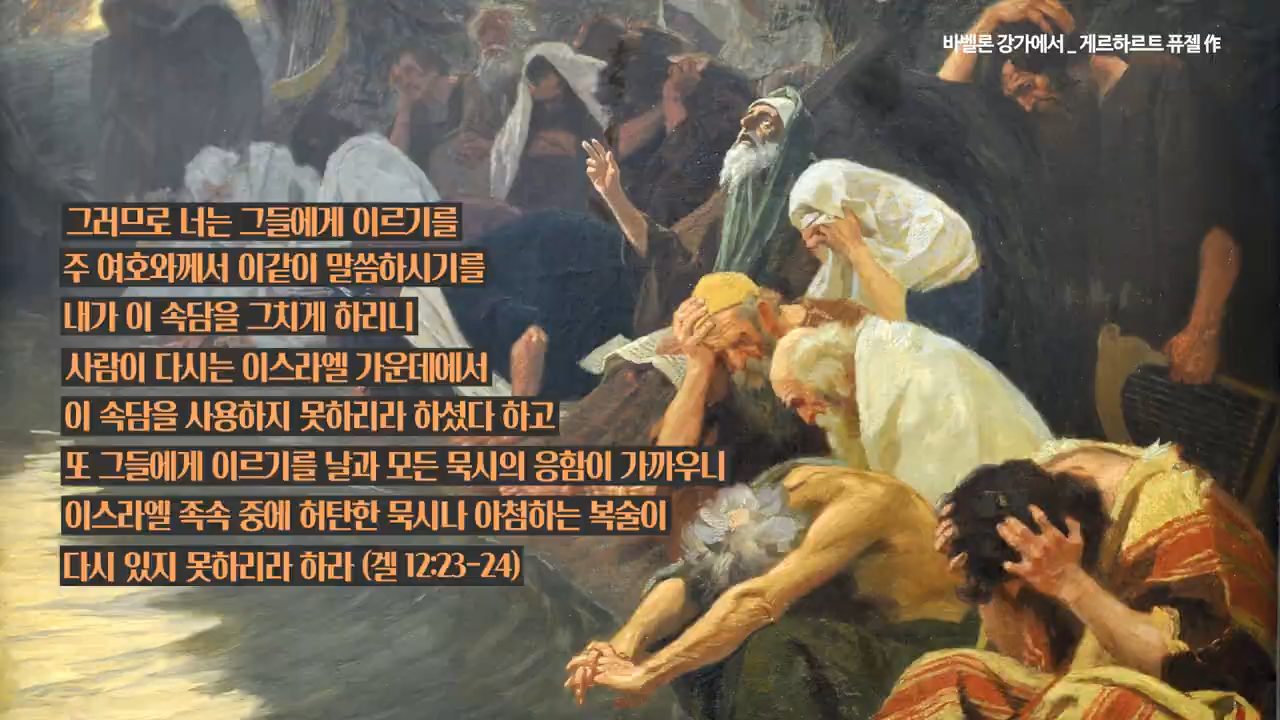 바벨론 강가에서 _ 게르하르트 퓨젤 作
그러므로 너는 그들에게 이르기를
주 여호와께서 이같이 말씀하시기를
내가 이 속담을 그치게 하리니
사람이 다시는 이스라엘 가운데에서
이 속담을 사용하지 못하리라 하셨다 하고
또 그들에게 이르기를 날과 모든 묵시의 응함이 가까우니
이스라엘 족속 중에 허탄한 묵시나 아첨하는 복술이
다시 있지 못하리라 하라 (겔 12:23-24)